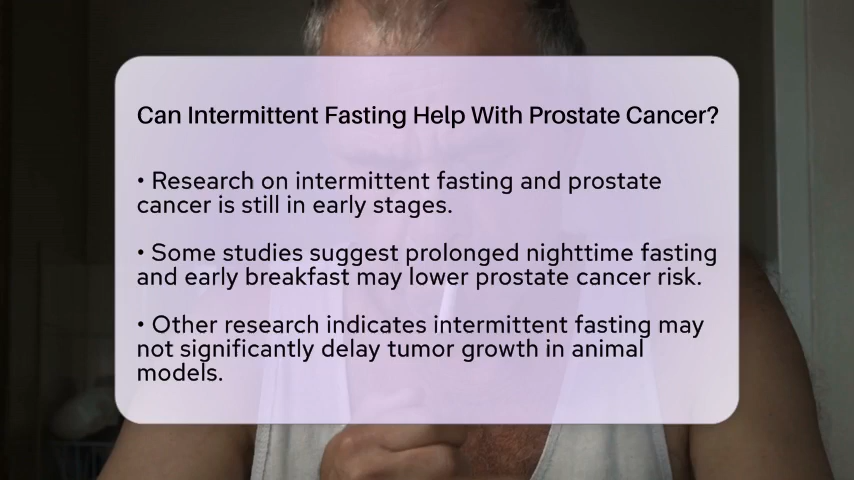 Can Intermittent Fasting Help With Prostate Cancer?
• Research on intermittent fasting and prostate
cancer is still in early stages.
• Some studies suggest prolonged nighttime fasting
and early breakfast may lower prostate cancer risk.
• Other research indicates intermittent fasting may
not significantly delay tumor growth in animal
models.